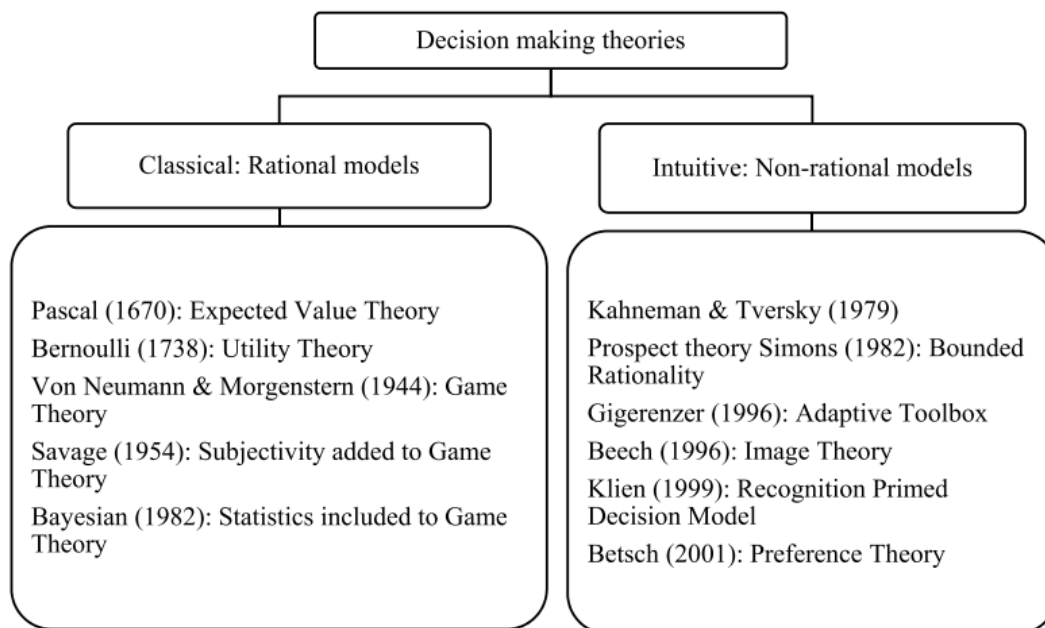 Decision making theories
Classical: Rational models
Intuitive: Non-rational models
Pascal (1670): Expected Value Theory
Bernoulli (1738): Utility Theory
Von Neumann & Morgenstern (1944): Game
Theory
Savage (1954): Subjectivity added to Game
Theory
Bayesian (1982): Statistics included to Game
Theory
Kahneman & Tversky (1979)
Prospect theory Simons (1982): Bounded
Rationality
Gigerenzer (1996): Adaptive Toolbox
Beech (1996): Image Theory
Klien (1999): Recognition Primed
Decision Model
Betsch (2001): Preference Theory